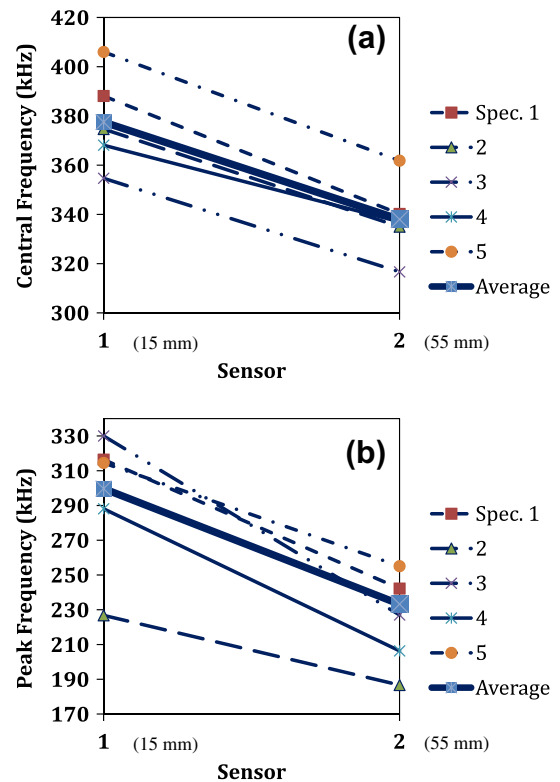 (a)
Central Frequency (kHz)
420
400
380
360
340
320
300
1 (15 mm) 2 (55 mm)
Sensor
Spec. 1
2
3
4
5
Average
(b)
Peak Frequency (kHz)
330
310
290
270
250
230
210
190
170
1 (15 mm) 2 (55 mm)
Sensor
Spec. 1
2
3
4
5
Average